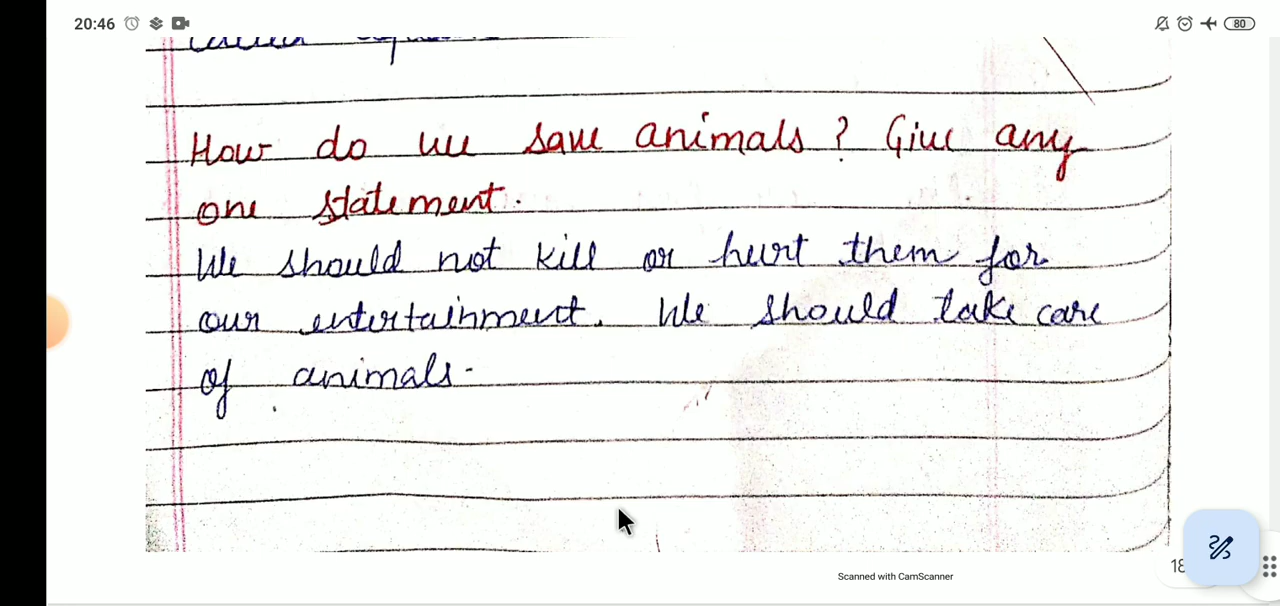 20:46
80
How do we save animals ? Give any
one statement.
We should not kill or hurt them for
our entertainment. We should take care
of animals.
18
Scanned with CamScanner